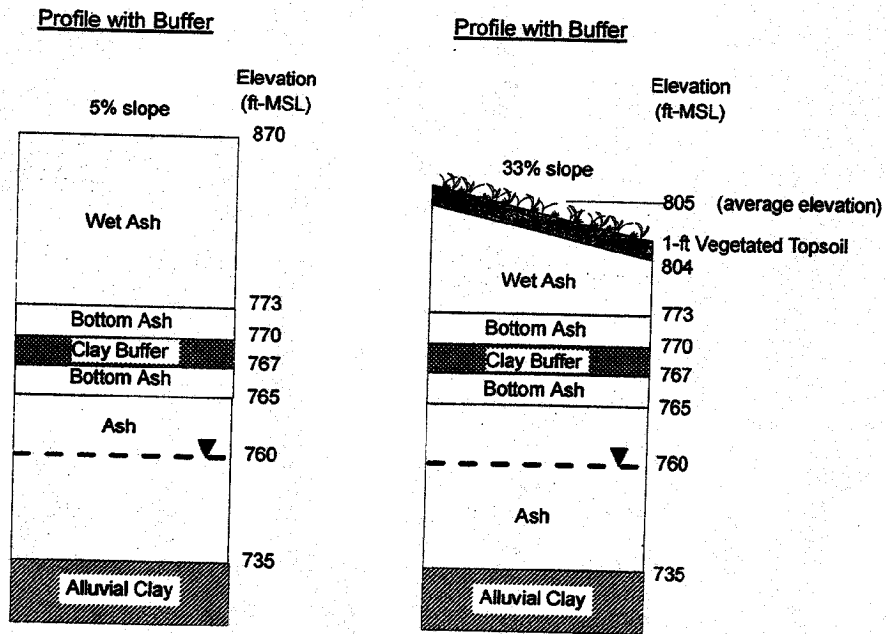 Profile with Buffer
Elevation
(ft-MSL)
5% slope
870
Wet Ash
773
Bottom Ash
770
Clay Buffer
767
Bottom Ash
765
Ash
760
735
Alluvial Clay
Profile with Buffer
Elevation
(ft-MSL)
33% slope
805 (average elevation)
1-ft Vegetated Topsoil
804
Wet Ash
773
Bottom Ash
770
Clay Buffer
767
Bottom Ash
765
760
Ash
735
Alluvial Clay